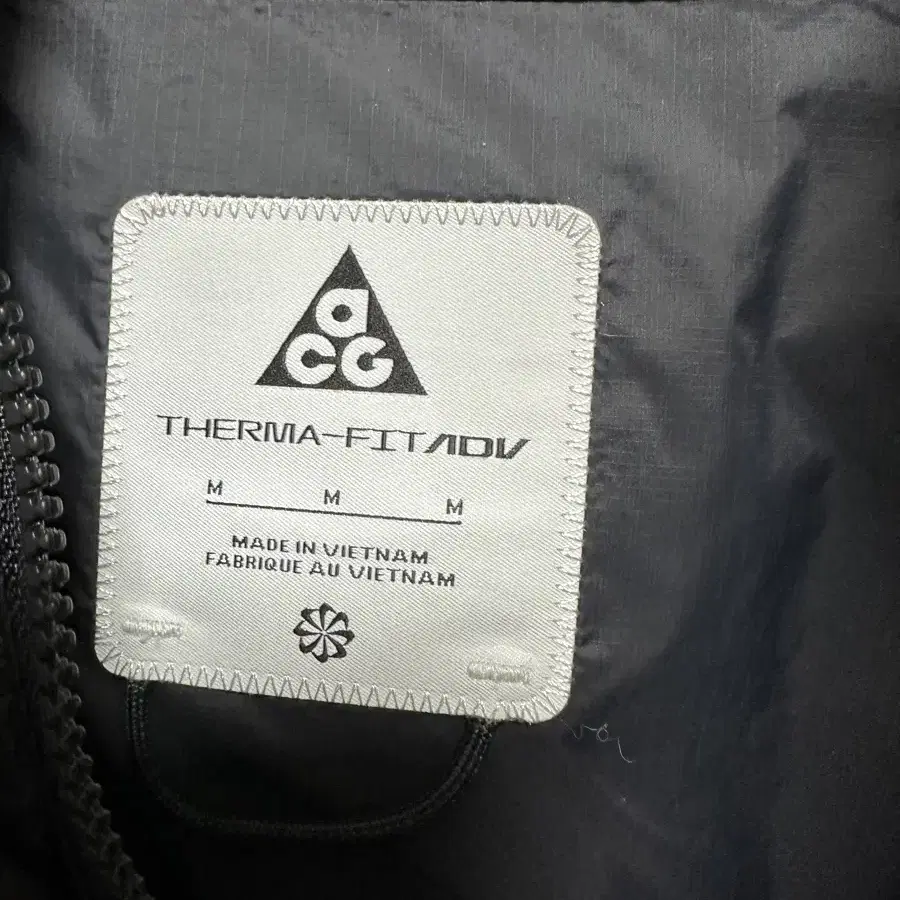 aCG
THERMA-FIT ADV
M M M
MADE IN VIETNAM
FABRIQUE AU VIETNAM